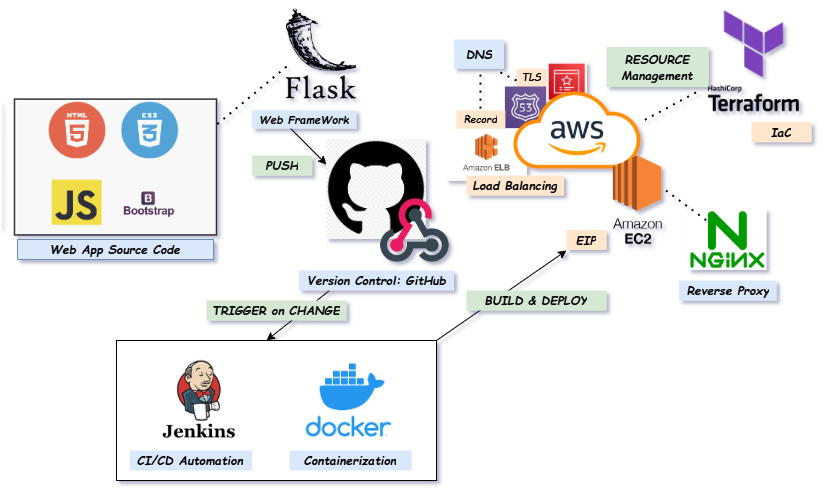 Flask
Web FrameWork
HTML
5
CSS
3
JS
B
Bootstrap
Web App Source Code
PUSH
Version Control: GitHub
TRIGGER on CHANGE
Jenkins
CI/CD Automation
docker
Containerization
BUILD & DEPLOY
DNS
TLS
53
Record
Amazon ELB
Load Balancing
aws
RESOURCE
Management
HashiCorp
Terraform
IaC
Amazon
EC2
EIP
N
NGiNX
Reverse Proxy